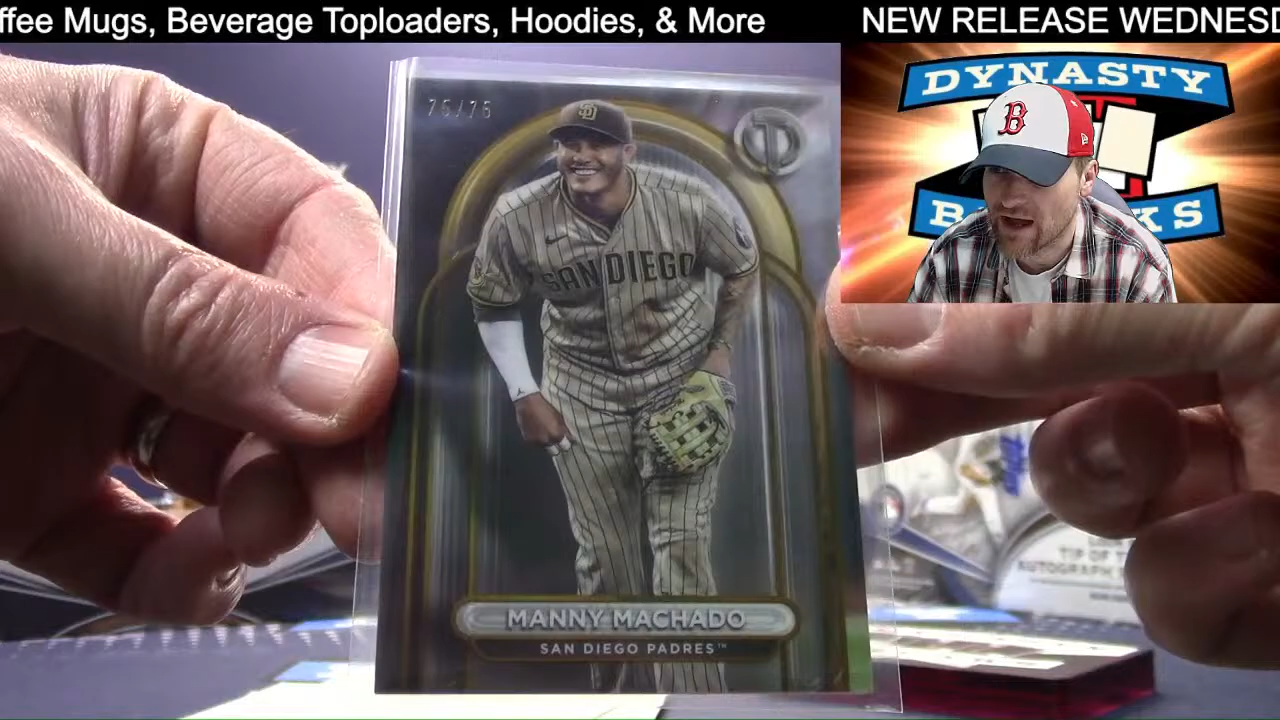 ffee Mugs, Beverage Toploaders, Hoodies, & More
NEW RELEASE WEDNESD
75/75
SAN DIEGO
MANNY MACHADO
SAN DIEGO PADRES™
DYNASTY
B
KS
B
TIP OF T
AUTOGRAPH